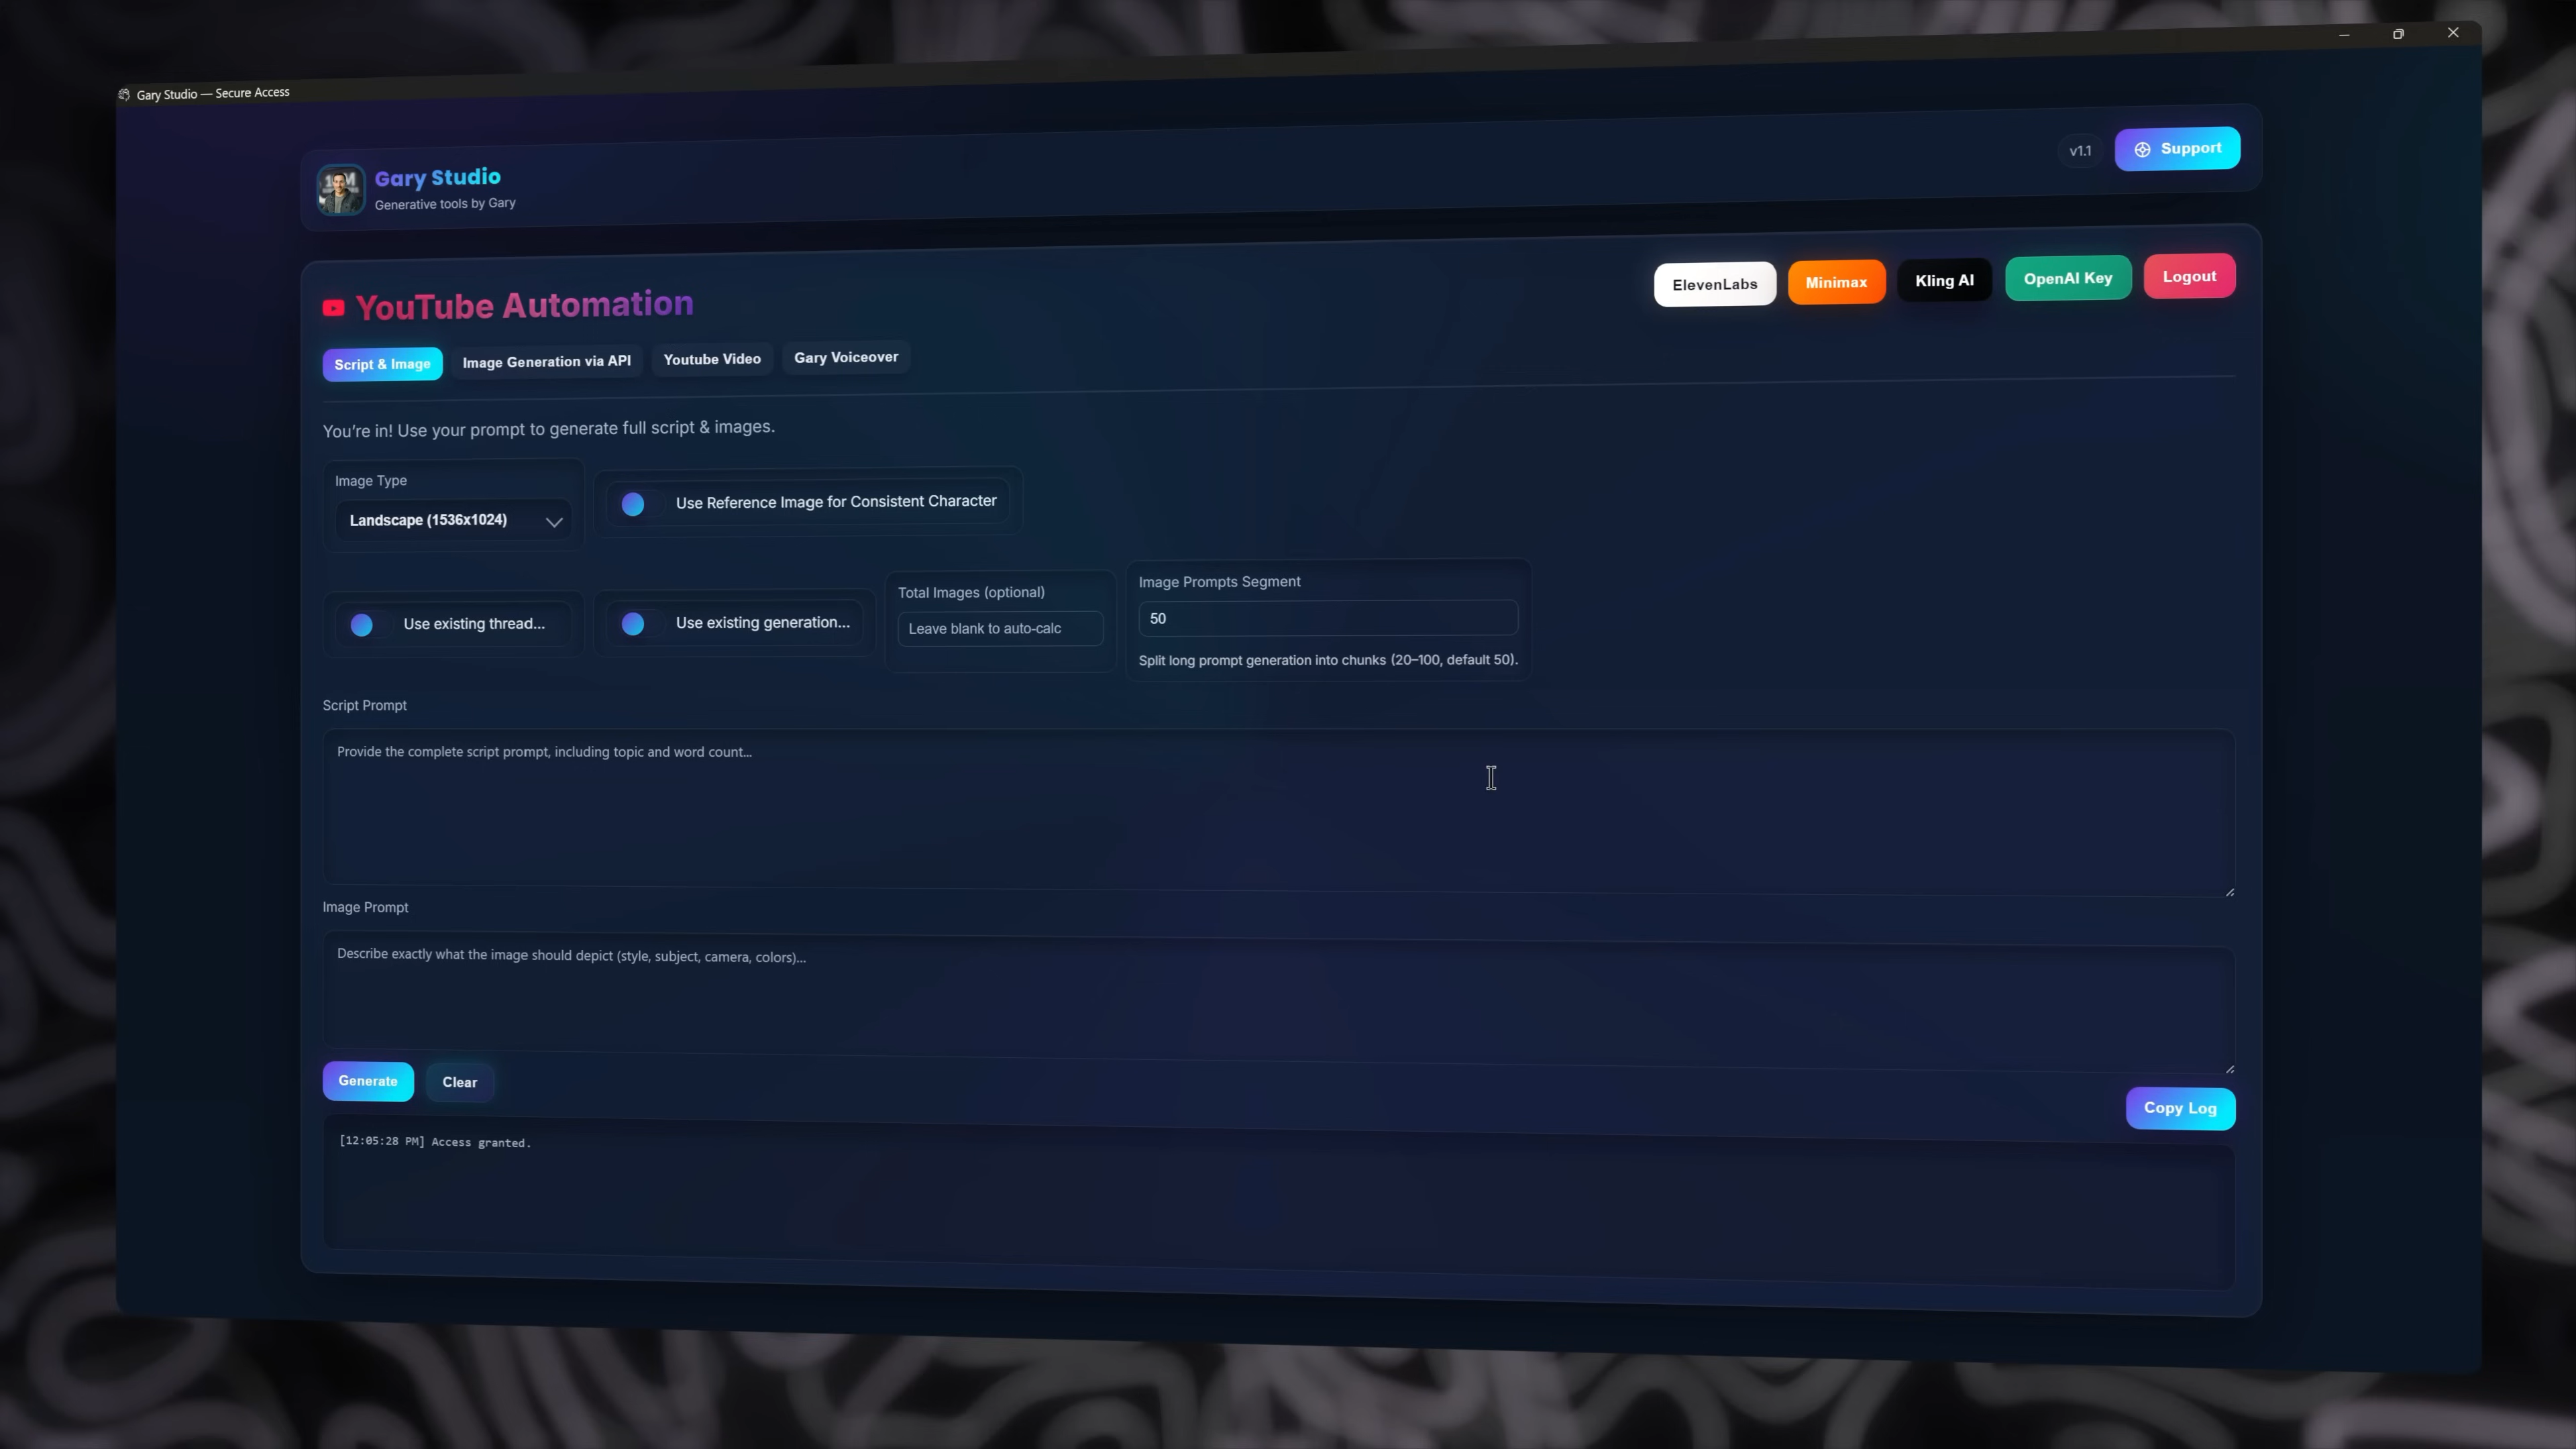 Gary Studio — Secure Access
Gary Studio
Generative tools by Gary
v1.1
Support
YouTube Automation
ElevenLabs
Minimax
Kling AI
OpenAI Key
Logout
Script & Image
Image Generation via API
Youtube Video
Gary Voiceover
You're in! Use your prompt to generate full script & images.
Image Type
Landscape (1536x1024)
Use Reference Image for Consistent Character
Use existing thread...
Use existing generation...
Total Images (optional)
Leave blank to auto-calc
Image Prompts Segment
50
Split long prompt generation into chunks (20–100, default 50).
Script Prompt
Provide the complete script prompt, including topic and word count...
Image Prompt
Describe exactly what the image should depict (style, subject, camera, colors)...
Generate
Clear
Copy Log
[12:05:28 PM] Access granted.